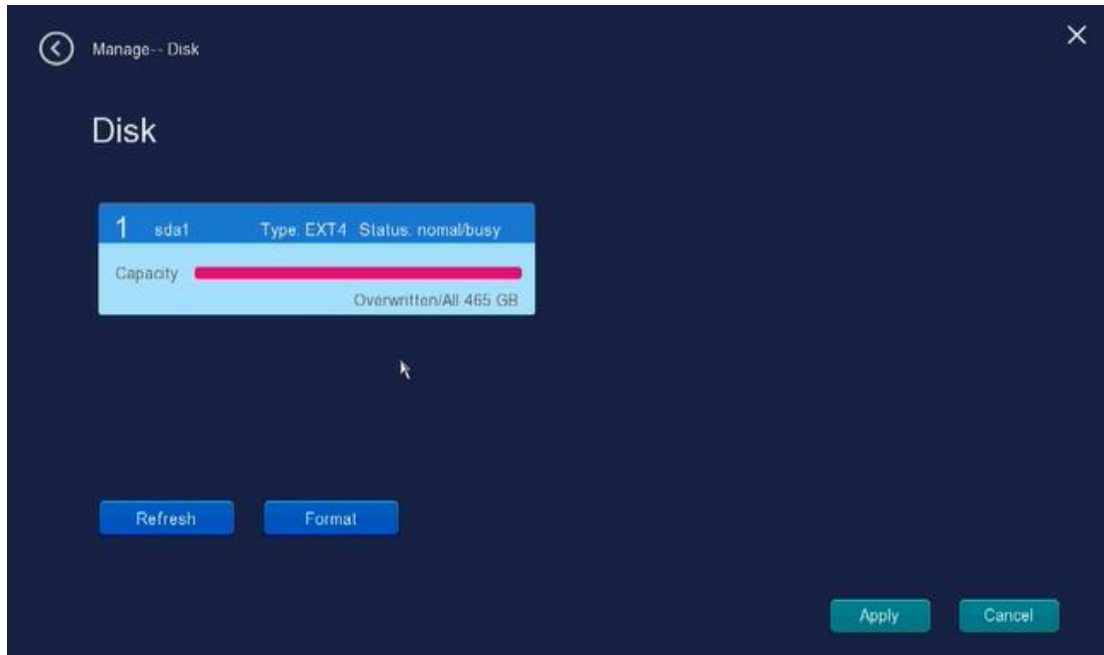 Manage-- Disk
Disk
1 sda1 Type. EXT4 Status. nomal/busy
Capacity
Overwritten/All 465 GB
Refresh Format
Apply Cancel